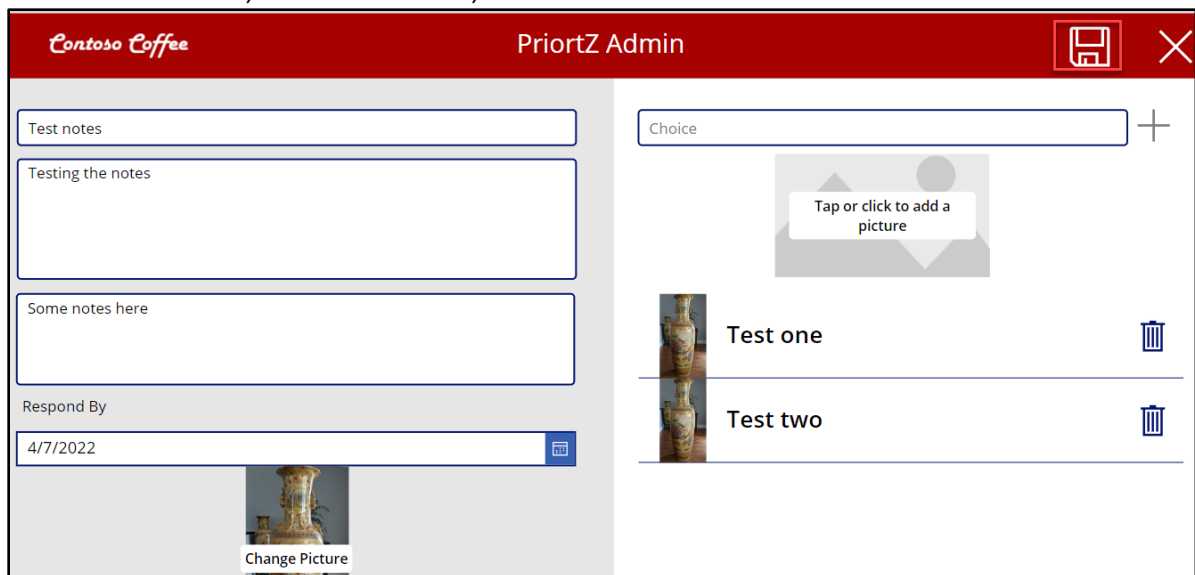 Contoso Coffee
PriortZ Admin
Test notes
Testing the notes
Some notes here
Respond By
4/7/2022
Change Picture
Choice
Tap or click to add a
picture
Test one
Test two